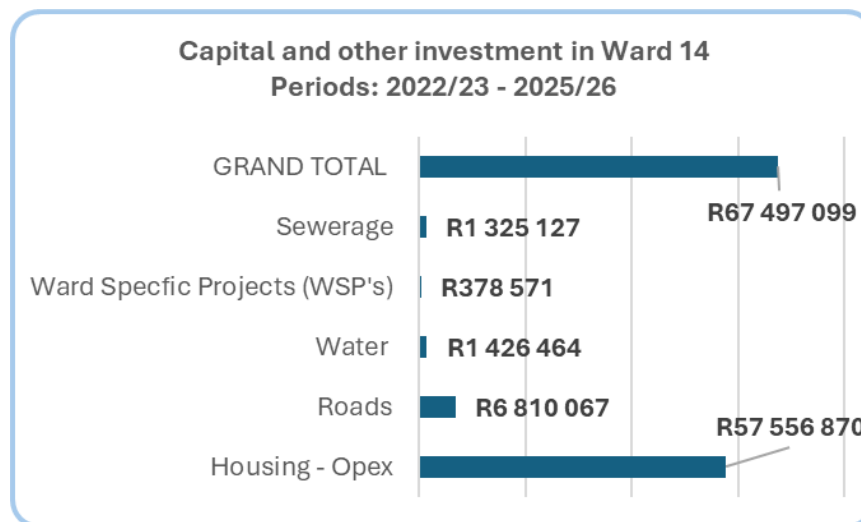 Capital and other investment in Ward 14
Periods: 2022/23 - 2025/26
GRAND TOTAL
R67 497 099
Sewerage
R1 325 127
Ward Specfic Projects (WSP's)
R378 571
Water
R1 426 464
Roads
R6 810 067
Housing - Opex
R57 556 870